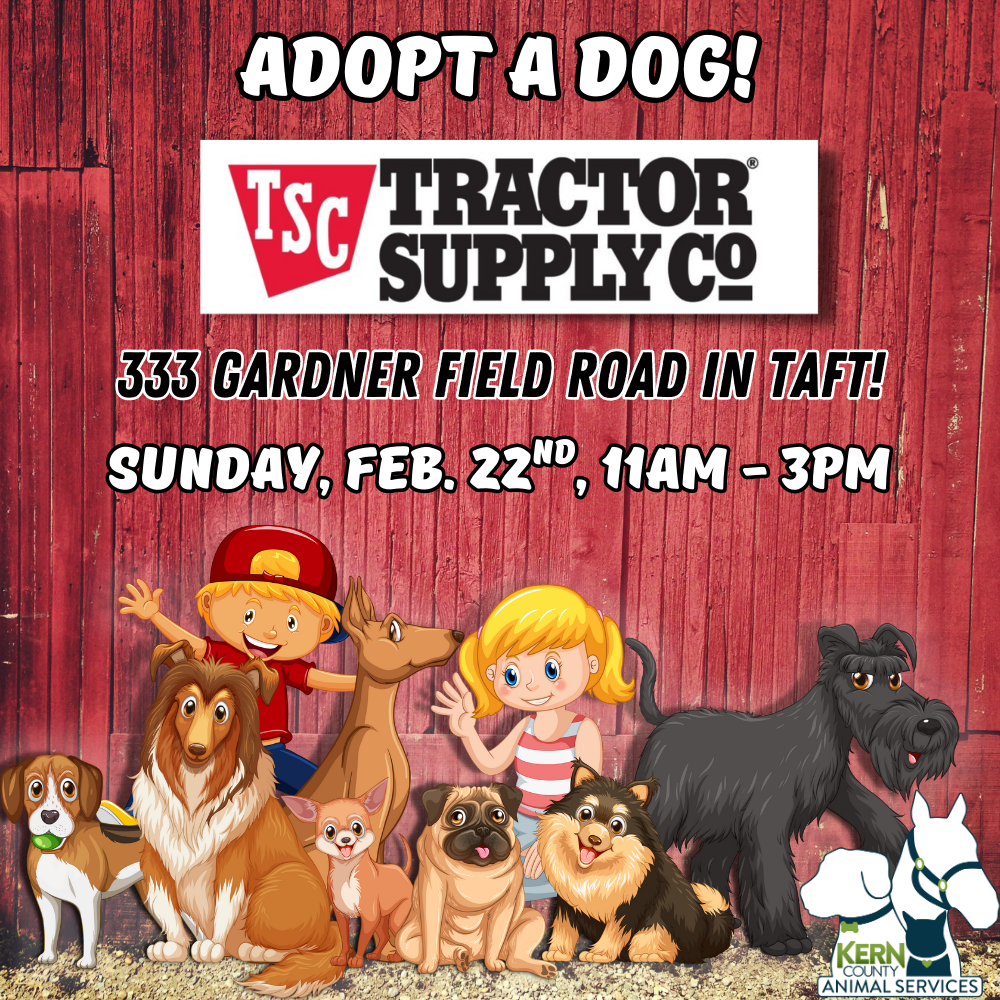 ADOPT A DOG!
TSC
TRACTOR®
SUPPLY Co
333 GARDNER FIELD ROAD IN TAFT!
SUNDAY, FEB. 22ND, 11AM - 3PM
KERN
COUNTY
ANIMAL SERVICES